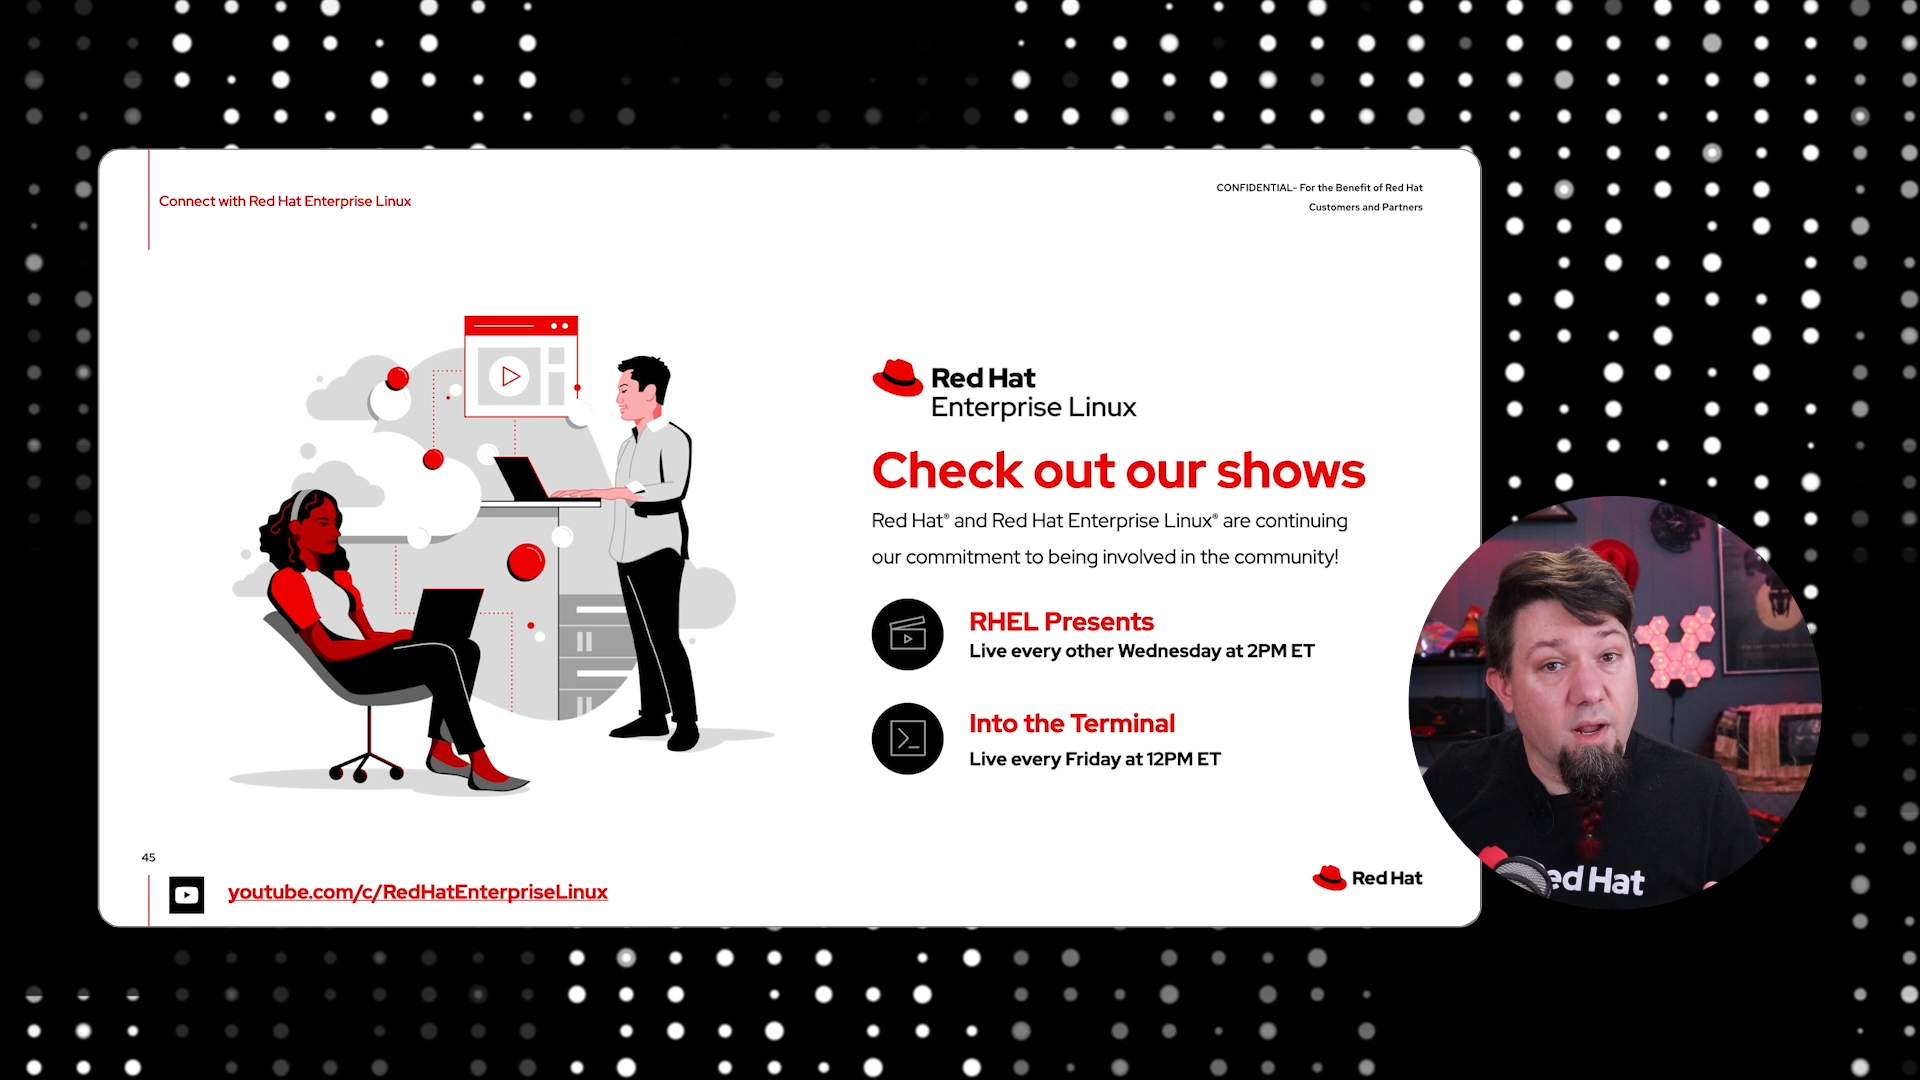 Connect with Red Hat Enterprise Linux
CONFIDENTIAL- For the Benefit of Red Hat
Customers and Partners
Red Hat
Enterprise Linux
Check out our shows
Red Hat® and Red Hat Enterprise Linux® are continuing
our commitment to being involved in the community!
RHEL Presents
Live every other Wednesday at 2PM ET
Into the Terminal
Live every Friday at 12PM ET
45
youtube.com/c/RedHatEnterpriseLinux
Red Hat
ed Hat